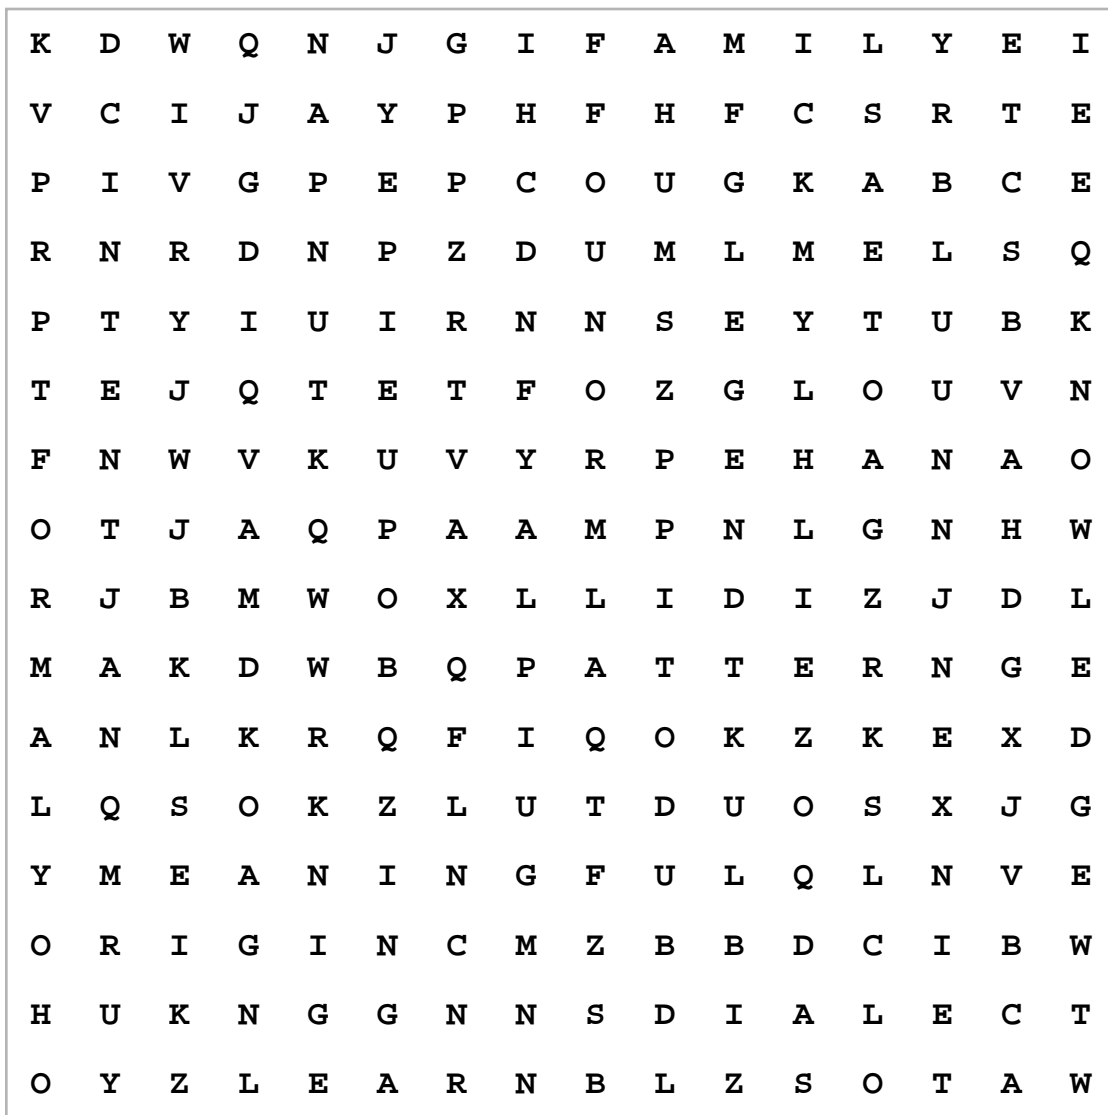 K D W Q N J G I F A M I L Y E I
V C I J A Y P H F H F C S R T E
P I V G P E P C O U G K A B C E
R N R D N P Z D U M L M E L S Q
P T Y I U I R N N S E Y T U B K
T E J Q T E T F O Z G L O U V N
F N W V K U V Y R P E H A N A O
O T J A Q P A A M P N L G N H W
R J B M W O X L L I D I Z J D L
M A K D W B Q P A T T E R N G E
A N L K R Q F I Q O K Z K E X D
L Q S O K Z L U T D U O S X J G
Y M E A N I N G F U L Q L N V E
O R I G I N C M Z B B D C I B W
H U K N G G N N S D I A L E C T
O Y Z L E A R N B L Z S O T A W